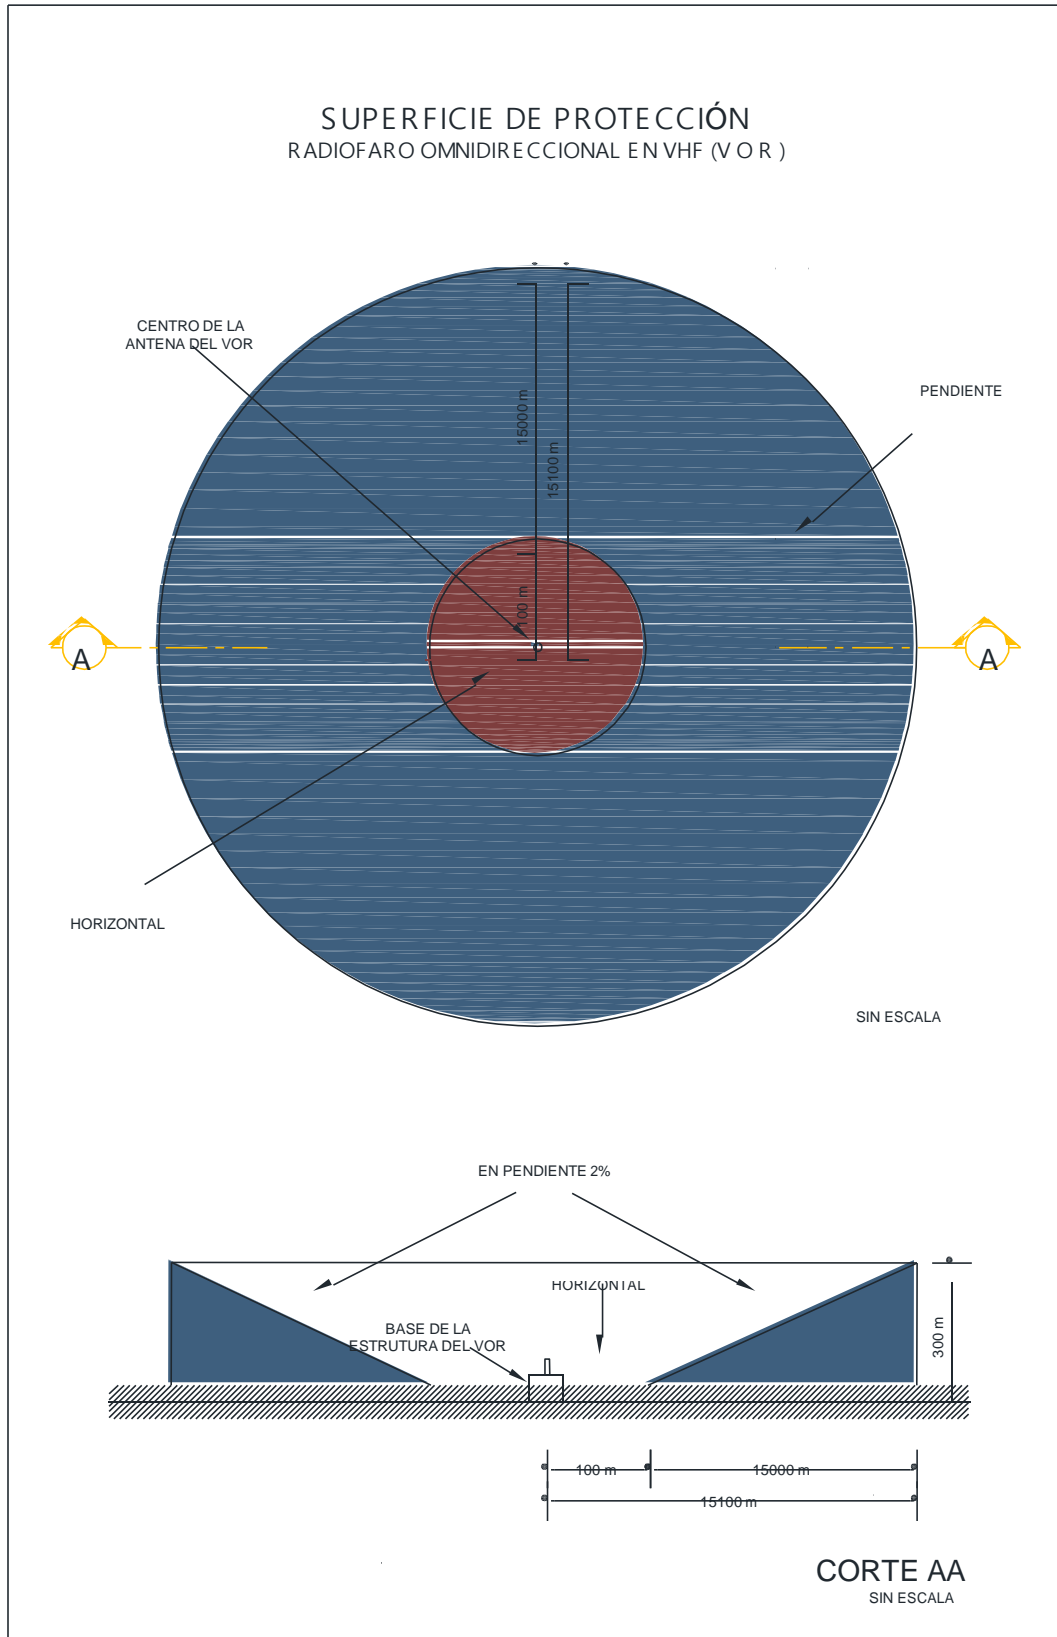 SUPERFICIE DE PROTECCIÓN
RADIOFARO OMNIDIRECCIONAL EN VHF (VOR)
CENTRO DE LA
ANTENA DEL VOR
PENDIENTE
15000 m
15100 m
100 m
A
A
HORIZONTAL
SIN ESCALA
EN PENDIENTE 2%
HORIZONTAL
BASE DE LA
ESTRUTURA DEL VOR
300 m
100 m
15000 m
15100 m
CORTE AA
SIN ESCALA